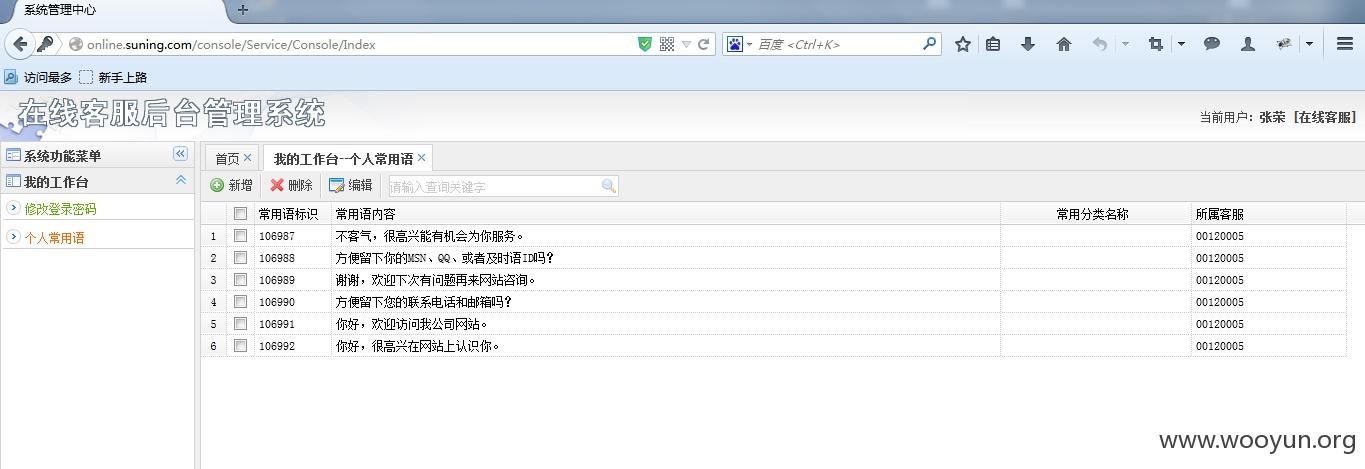 系统管理中心
online.suning.com/console/Service/Console/Index
百度 <Ctrl+K>
访问最多 新手上路
在线客服后台管理系统
当前用户：张荣 [在线客服]
系统功能菜单
首页 我的工作台--个人常用语
我的工作台
新增 删除 编辑 请输入查询关键字
修改登录密码
个人常用语
常用语标识 常用语内容 常用分类名称 所属客服
1 106987 不客气，很高兴能有机会为你服务。 00120005
2 106988 方便留下你的MSN、QQ、或者及时语ID吗？ 00120005
3 106989 谢谢，欢迎下次有问题再来网站咨询。 00120005
4 106990 方便留下您的联系电话和邮箱吗？ 00120005
5 106991 你好，欢迎访问我公司网站。 00120005
6 106992 你好，很高兴在网站上认识你。 00120005
www.wooyun.org